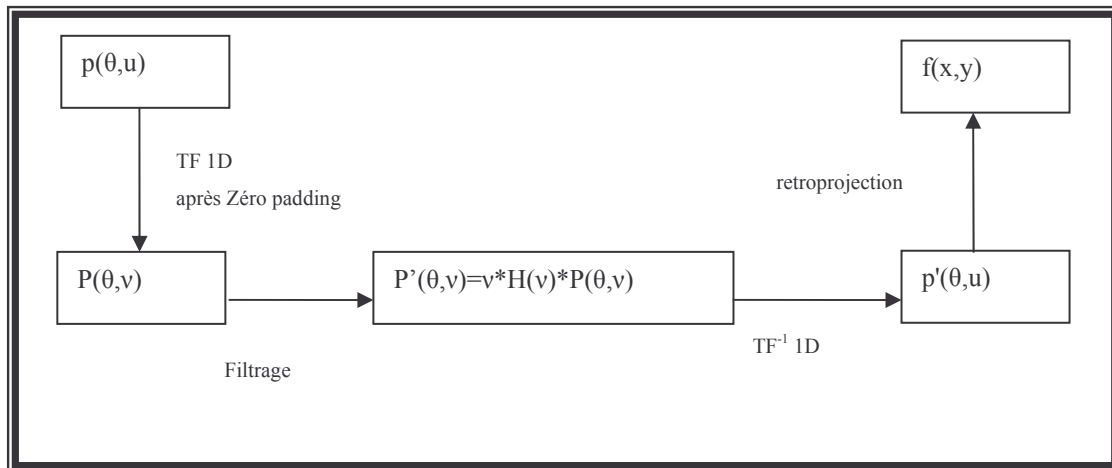 p(θ,u)
f(x,y)
TF 1D
après Zéro padding
retroprojection
P(θ,ν)
P’(θ,ν)=ν*H(ν)*P(θ,ν)
p'(θ,u)
Filtrage
TF⁻¹ 1D